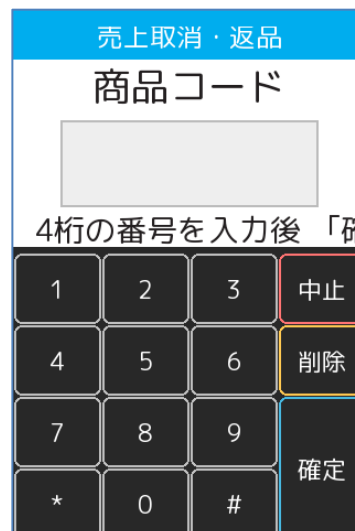 売上取消・返品
商品コード
4桁の番号を入力後 「確
1 2 3 中止
4 5 6 削除
7 8 9
確定
* 0 #